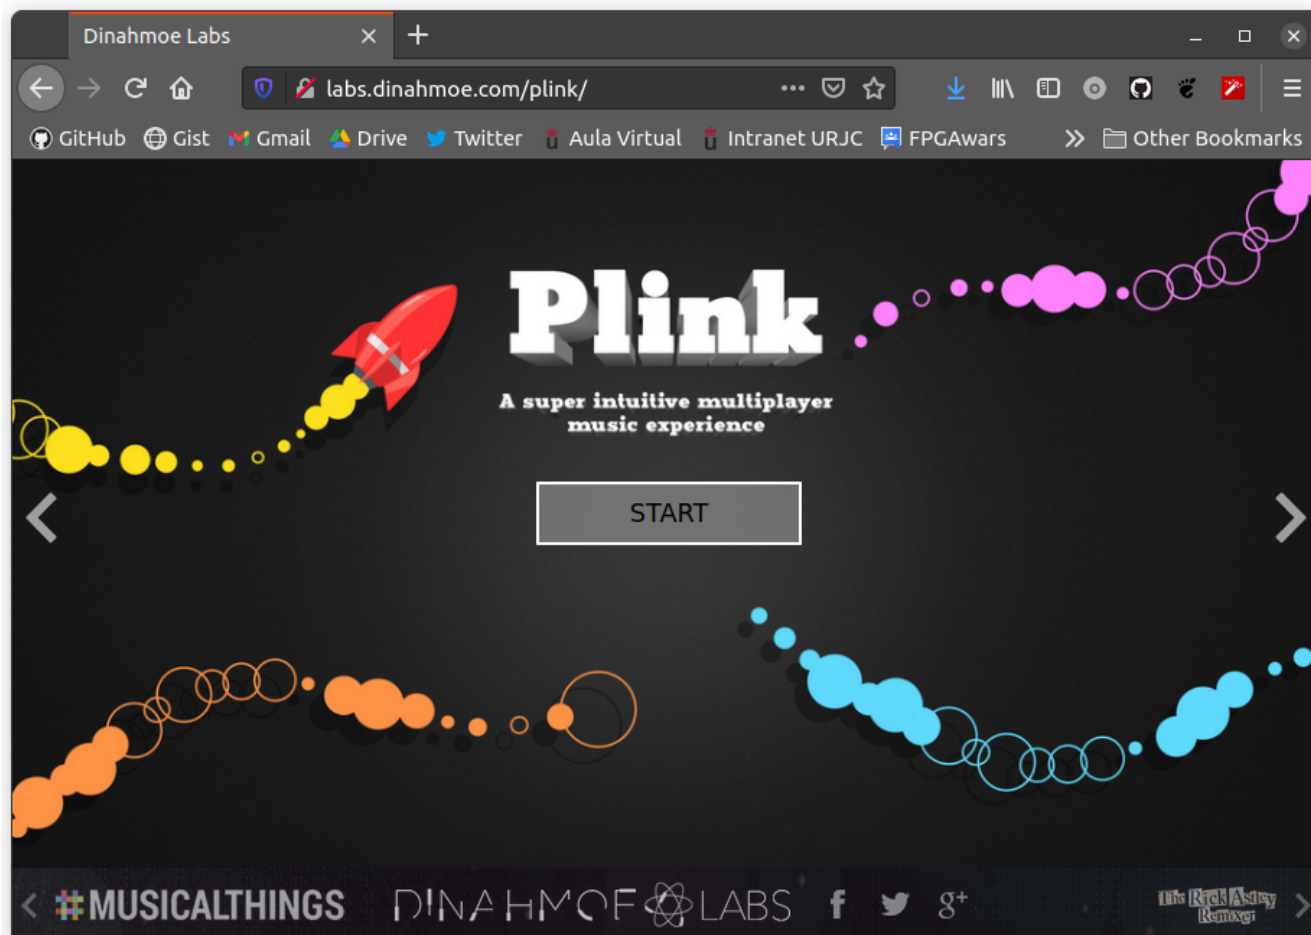 Dinahmoe Labs
labs.dinahmoe.com/plink/
GitHub Gist Gmail Drive Twitter Aula Virtual Intranet URJC FPGAwars Other Bookmarks
Plink
A super intuitive multiplayer
music experience
START
#MUSICALTHINGS DINAHMOE LABS f g+ The Rick Astley
Remixer